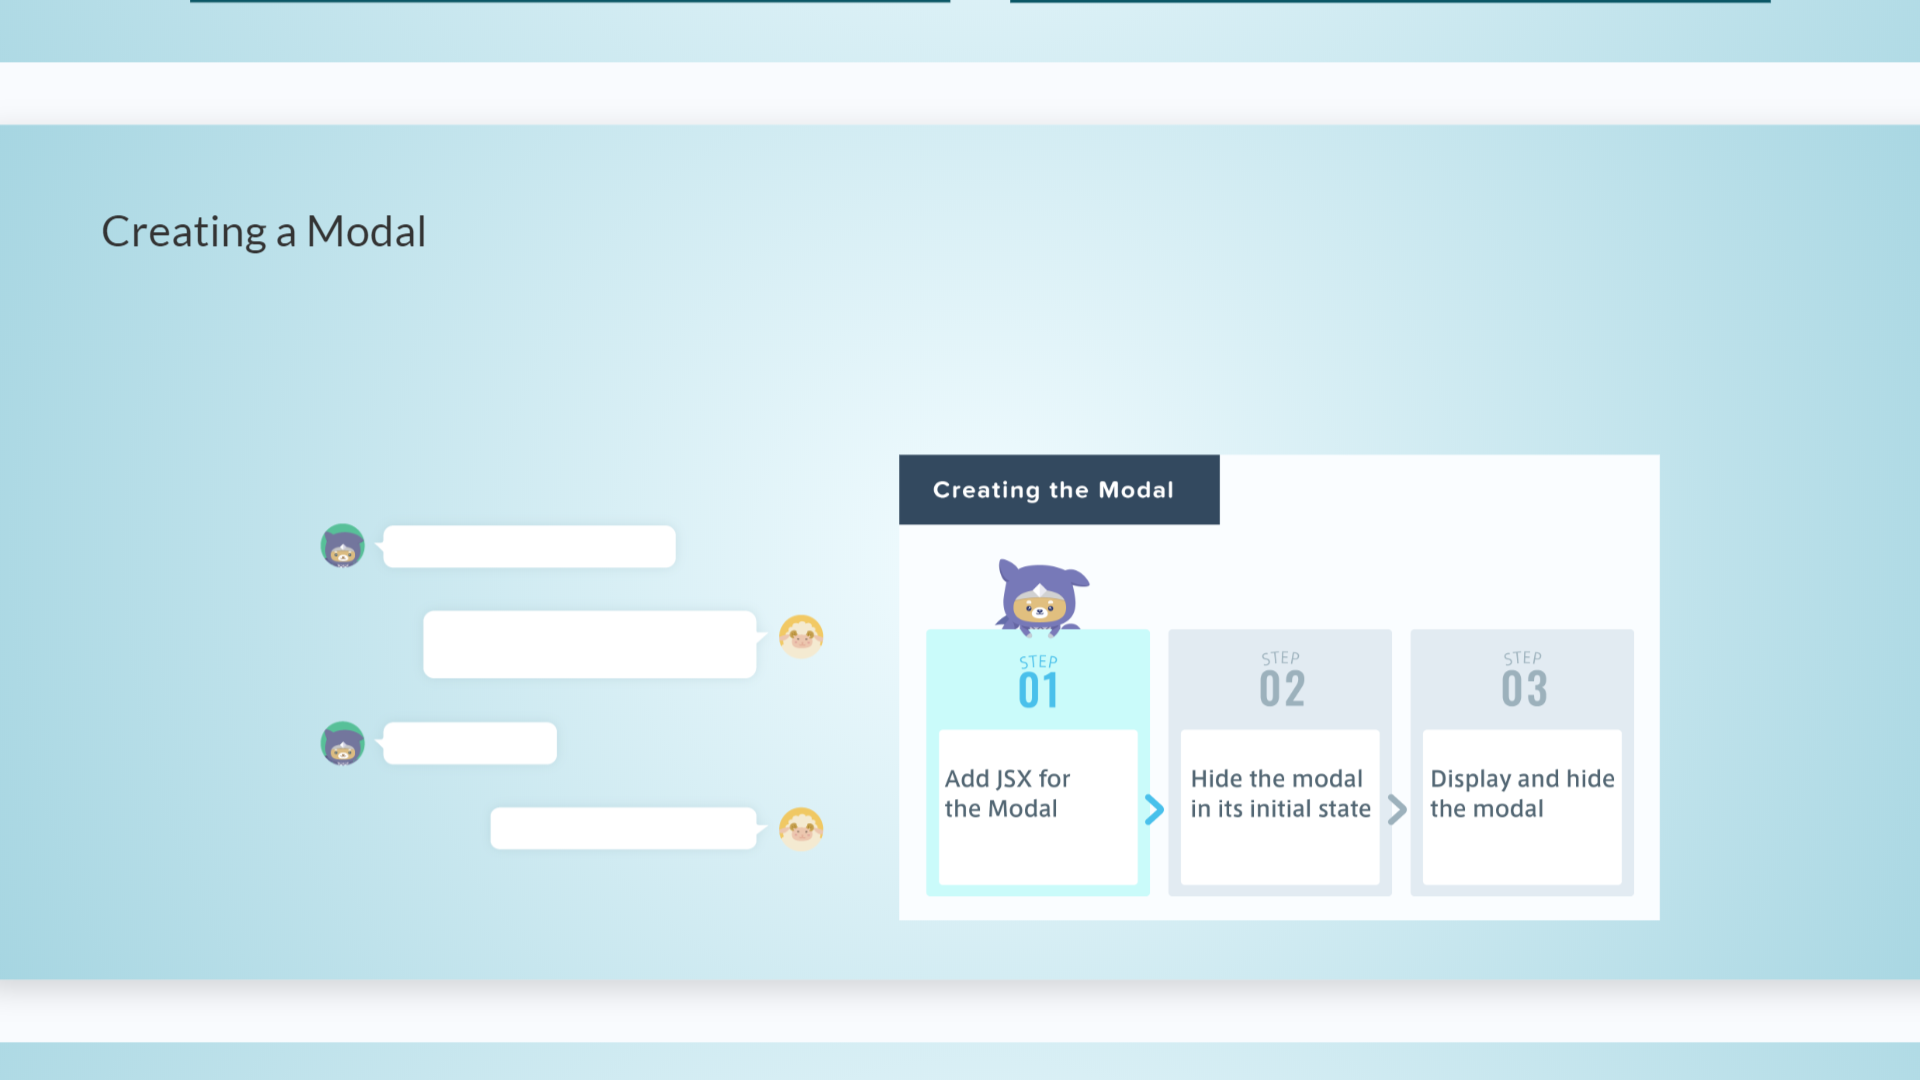 Creating a Modal
Creating the Modal
STEP
01
Add JSX for
the Modal
STEP
02
Hide the modal
in its initial state
STEP
03
Display and hide
the modal